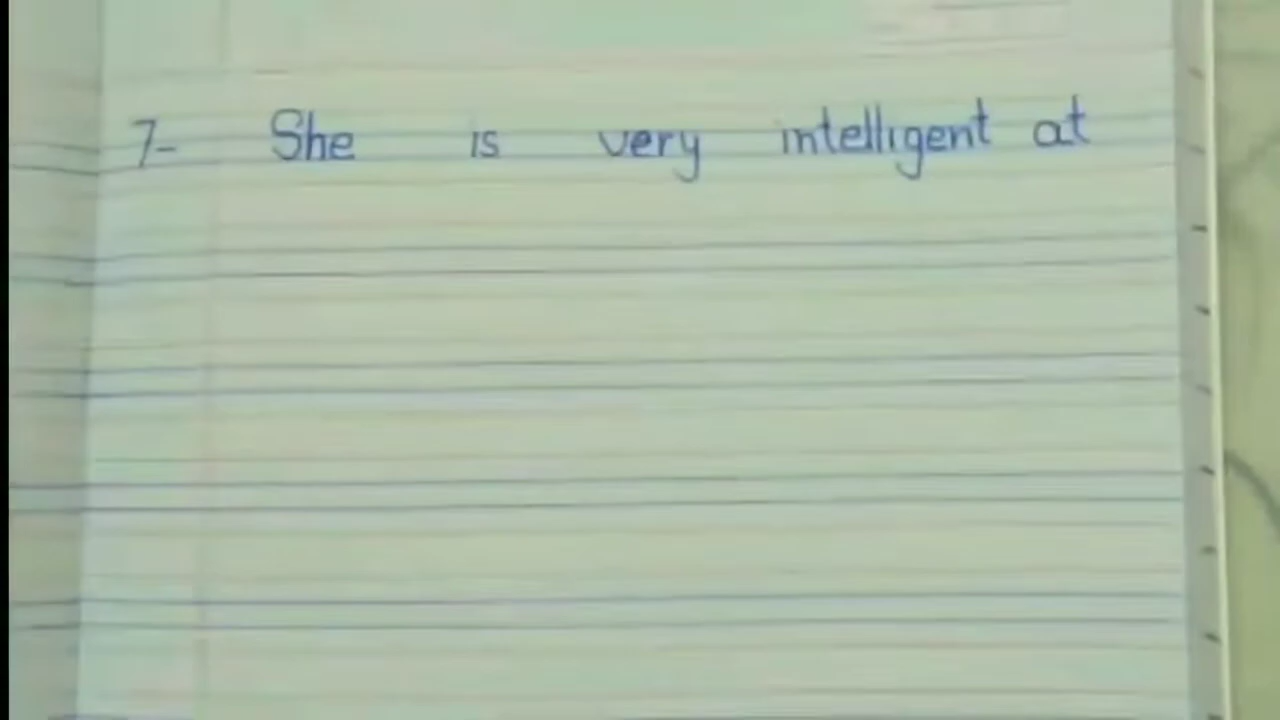 7- She is very intelligent at